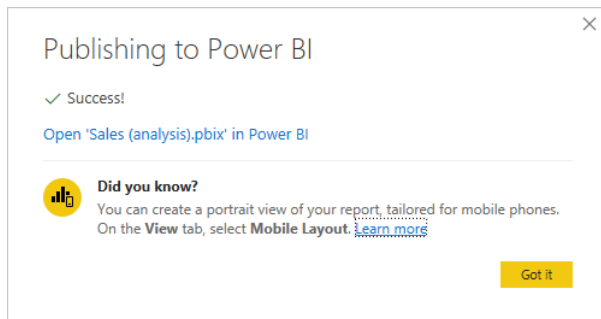 Publishing to Power BI
Success!
Open 'Sales (analysis).pbix' in Power BI
Did you know?
You can create a portrait view of your report, tailored for mobile phones.
On the View tab, select Mobile Layout. Learn more
Got it